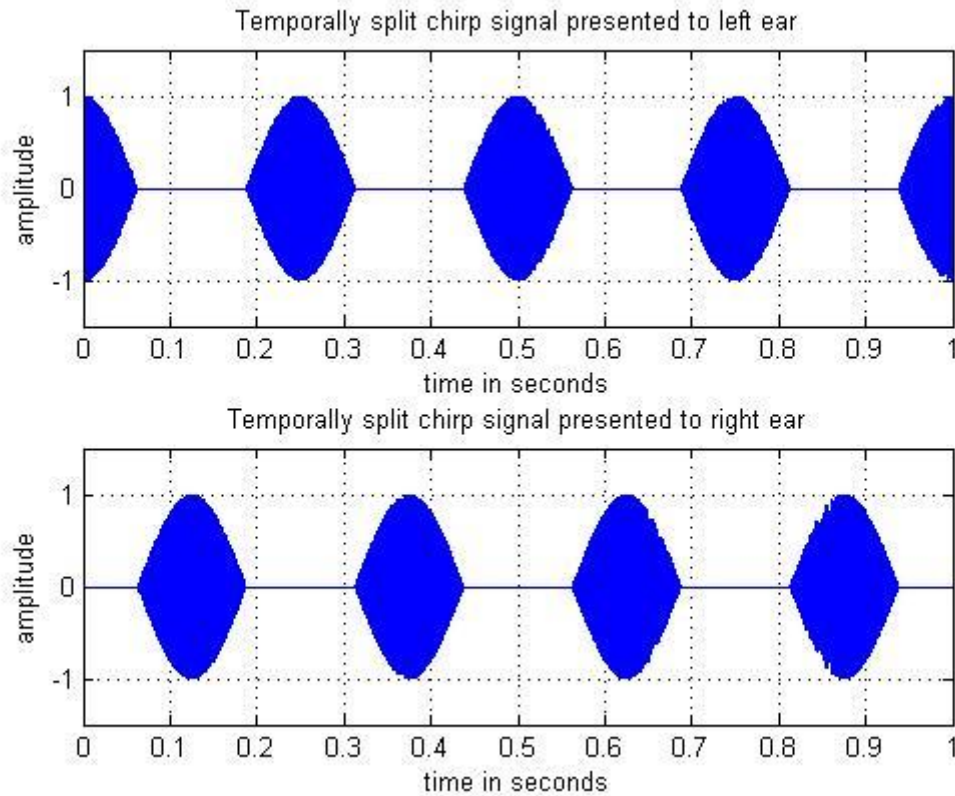 Temporally split chirp signal presented to left ear
1
0
-1
amplitude
0 0.1 0.2 0.3 0.4 0.5 0.6 0.7 0.8 0.9 1
time in seconds
Temporally split chirp signal presented to right ear
1
0
-1
amplitude
0 0.1 0.2 0.3 0.4 0.5 0.6 0.7 0.8 0.9 1
time in seconds